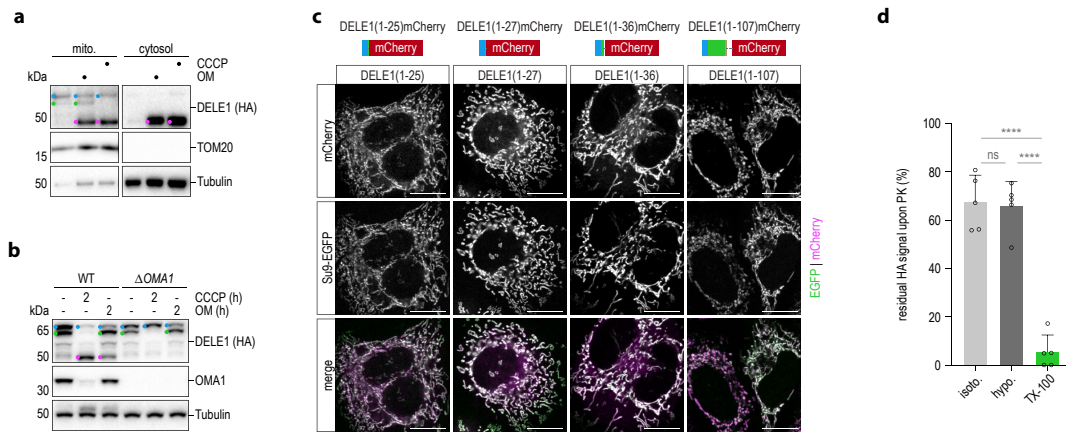 a
mito.
cytosol
CCCP
OM
kDa
50
DELE1 (HA)
15
TOM20
50
Tubulin
b
WT
ΔOMA1
- 2 - - 2 - CCCP (h)
- - 2 - - 2 OM (h)
kDa
65
50
DELE1 (HA)
30
OMA1
50
Tubulin
c
DELE1(1-25)mCherry
DELE1(1-27)mCherry
DELE1(1-36)mCherry
DELE1(1-107)mCherry
mCherry
mCherry
mCherry
mCherry
DELE1(1-25)
DELE1(1-27)
DELE1(1-36)
DELE1(1-107)
mCherry
Su9-EGFP
merge
EGFP | mCherry
d
residual HA signal upon PK (%)
100
80
60
40
20
0
****
ns
****
isoto.
hypo.
TX-100